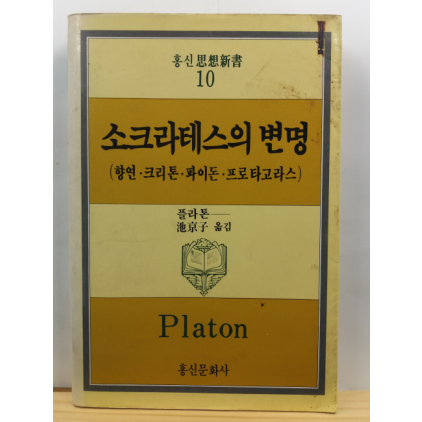 홍신 思想新書
10
소크라테스의 변명
(향연·크리톤·파이돈·프로타고라스)
플라톤
池京子 옮김
Platon
홍신문화사